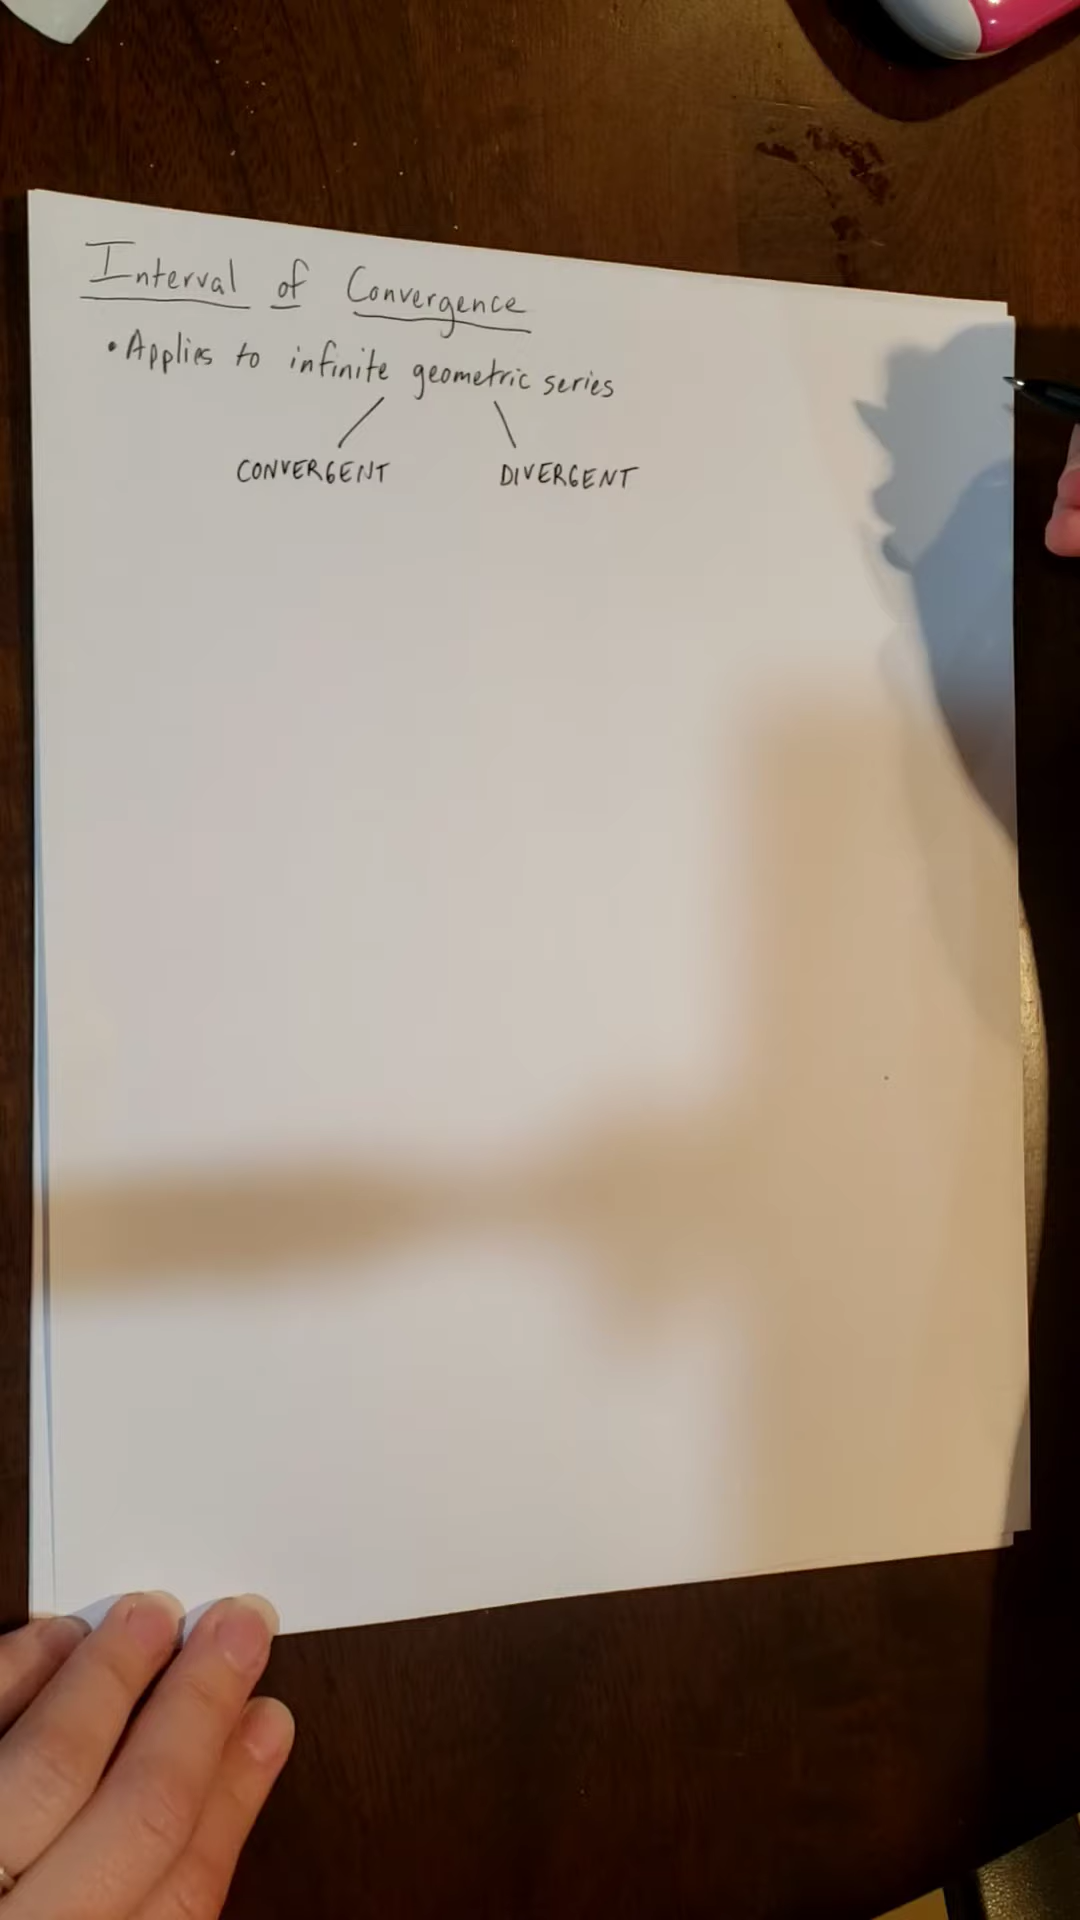 Interval of Convergence
• Applies to infinite geometric series
CONVERGENT DIVERGENT